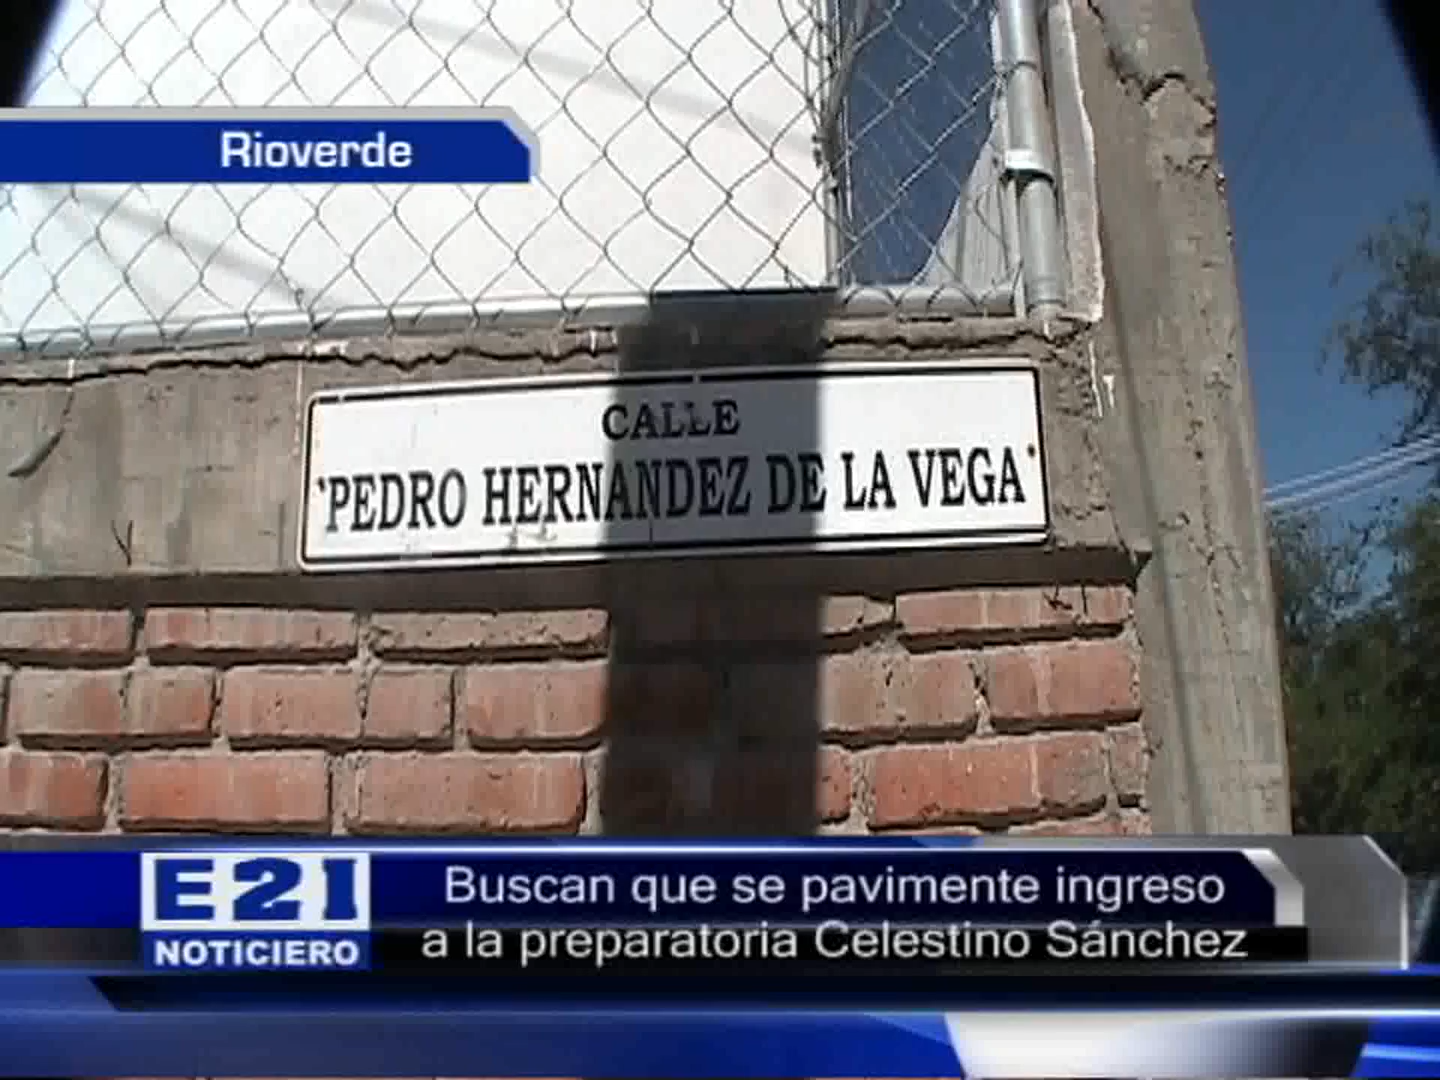 Rioverde
CALLE
"PEDRO HERNANDEZ DE LA VEGA"
E21
NOTICIERO
Buscan que se pavimente ingreso
a la preparatoria Celestino Sánchez